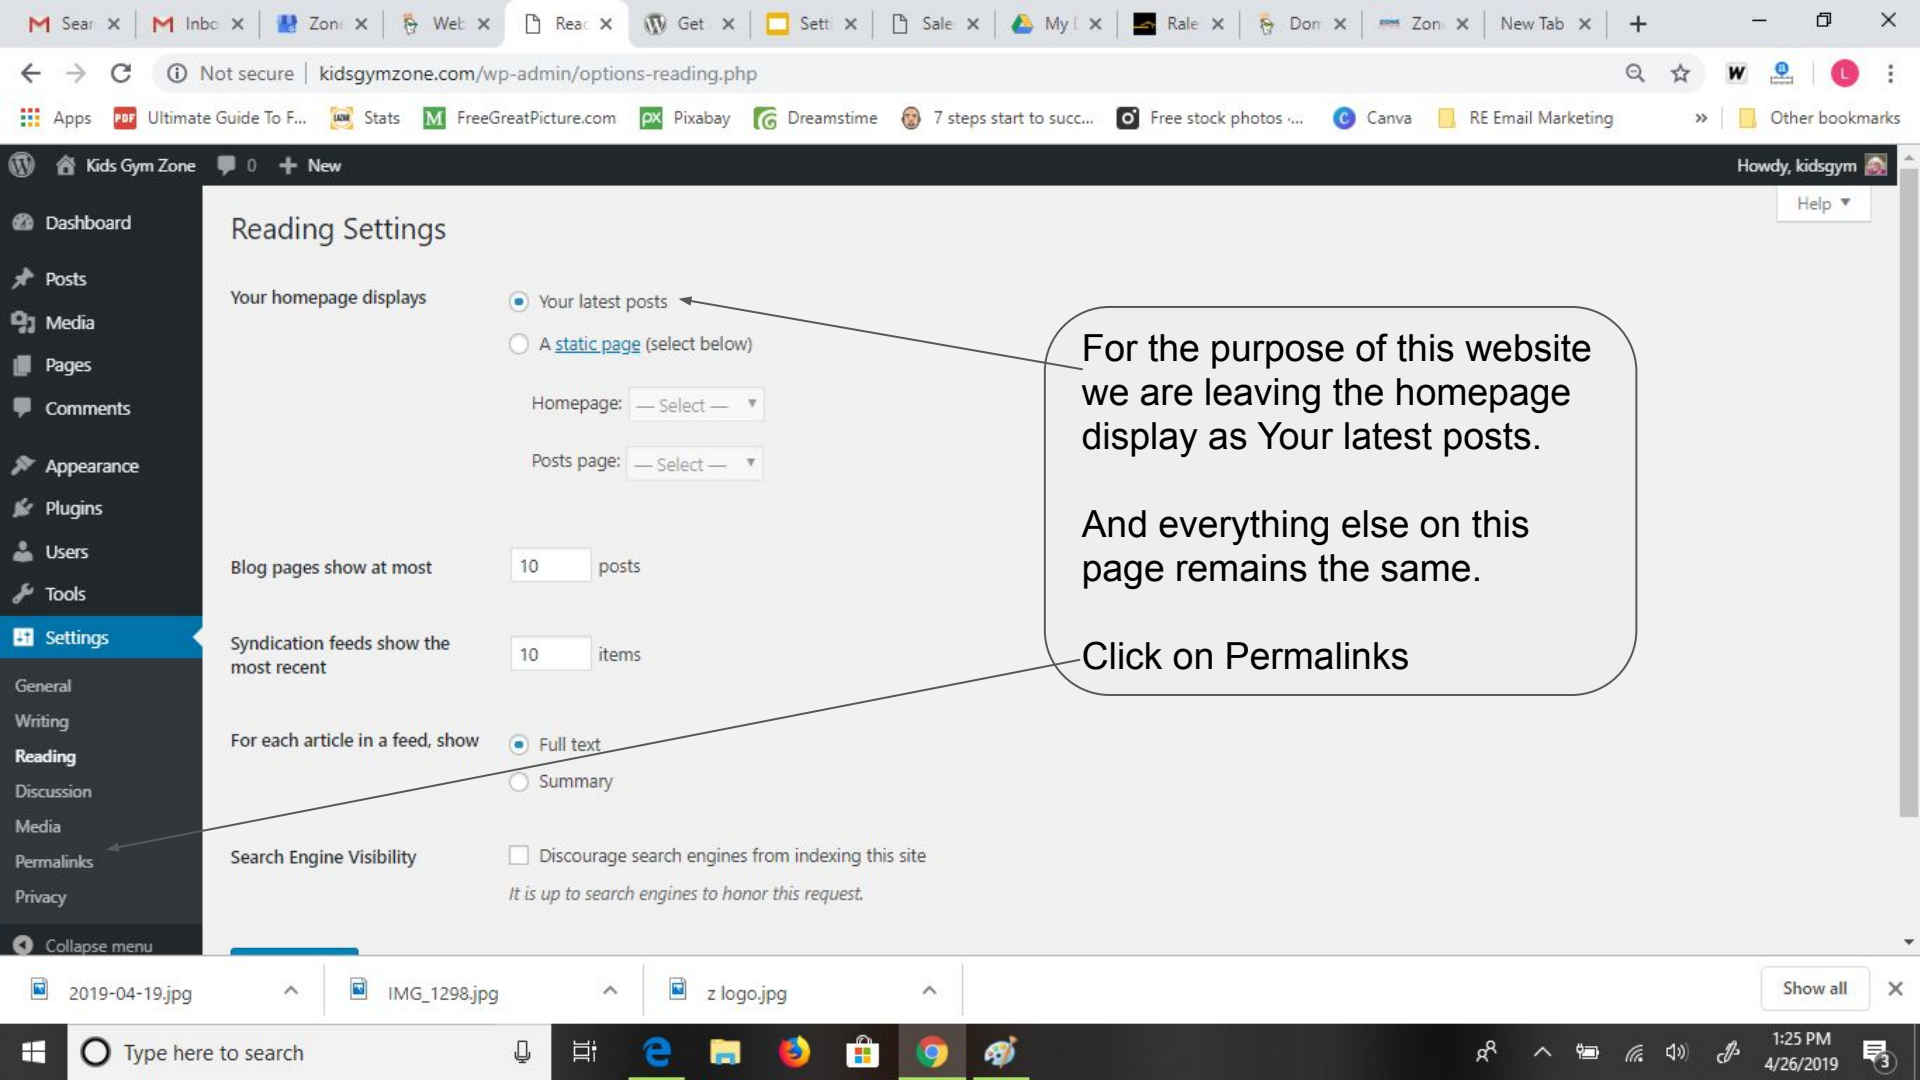 Sear
Inbo
Zone
Web
Read
Get
Setti
Sale
My
Rale
Dom
Zone
New Tab
Not secure | kidsgymzone.com/wp-admin/options-reading.php
W
L
Apps
PDF Ultimate Guide To F...
Stats
M FreeGreatPicture.com
px Pixabay
Dreamstime
7 steps start to succ...
Free stock photos -...
C Canva
RE Email Marketing
»
Other bookmarks
Kids Gym Zone
0
+ New
Howdy, kidsgym
Help
Dashboard
Posts
Media
Pages
Comments
Appearance
Plugins
Users
Tools
Settings
General
Writing
Reading
Discussion
Media
Permalinks
Privacy
Collapse menu
Reading Settings
Your homepage displays
Your latest posts
A static page (select below)
Homepage: — Select —
Posts page: — Select —
Blog pages show at most
10 posts
Syndication feeds show the
most recent
10 items
For each article in a feed, show
Full text
Summary
Search Engine Visibility
Discourage search engines from indexing this site
It is up to search engines to honor this request.
For the purpose of this website
we are leaving the homepage
display as Your latest posts.
And everything else on this
page remains the same.
Click on Permalinks
2019-04-19.jpg
IMG_1298.jpg
z logo.jpg
Show all
Type here to search
1:25 PM
4/26/2019
3